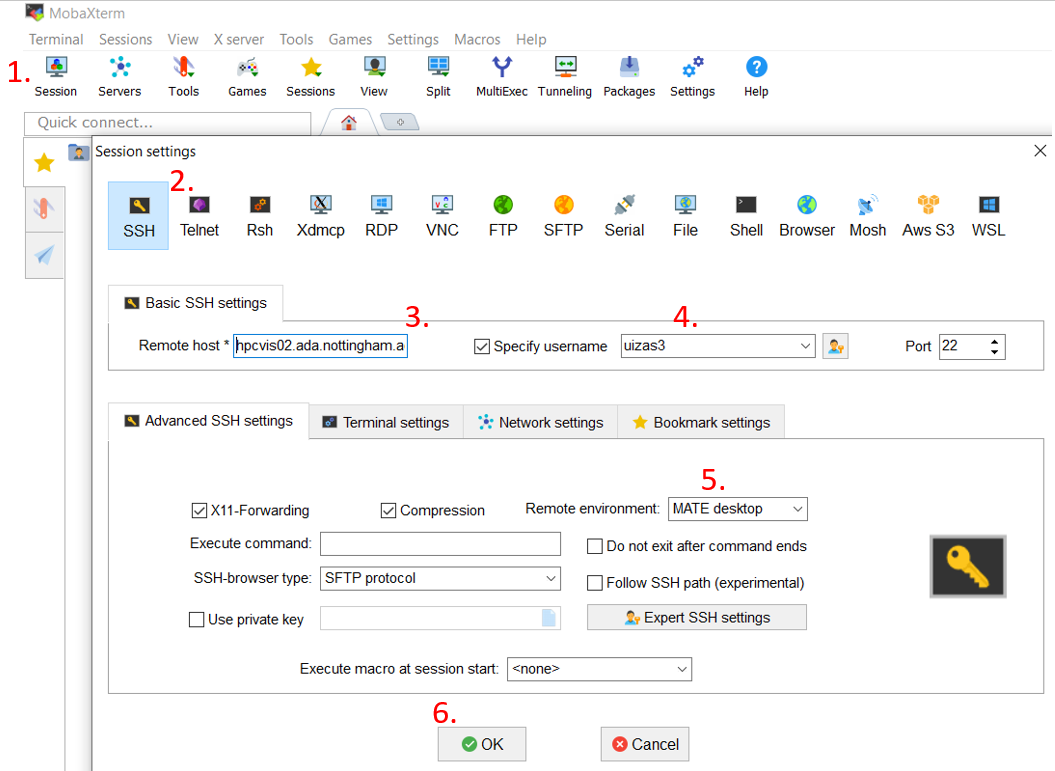 MobaXterm
Terminal Sessions View X server Tools Games Settings Macros Help
1.
Session Servers Tools Games Sessions View Split MultiExec Tunneling Packages Settings Help
Quick connect...
Session settings
2.
SSH Telnet Rsh Xdmcp RDP VNC FTP SFTP Serial File Shell Browser Mosh Aws S3 WSL
Basic SSH settings
3. 4.
Remote host * hpcvis02.ada.nottingham.a Specify username uizas3 Port 22
Advanced SSH settings Terminal settings Network settings Bookmark settings
5.
X11-Forwarding Compression Remote environment: MATE desktop
Execute command: Do not exit after command ends
SSH-browser type: SFTP protocol Follow SSH path (experimental)
Use private key Expert SSH settings
Execute macro at session start: <none>
6.
OK Cancel